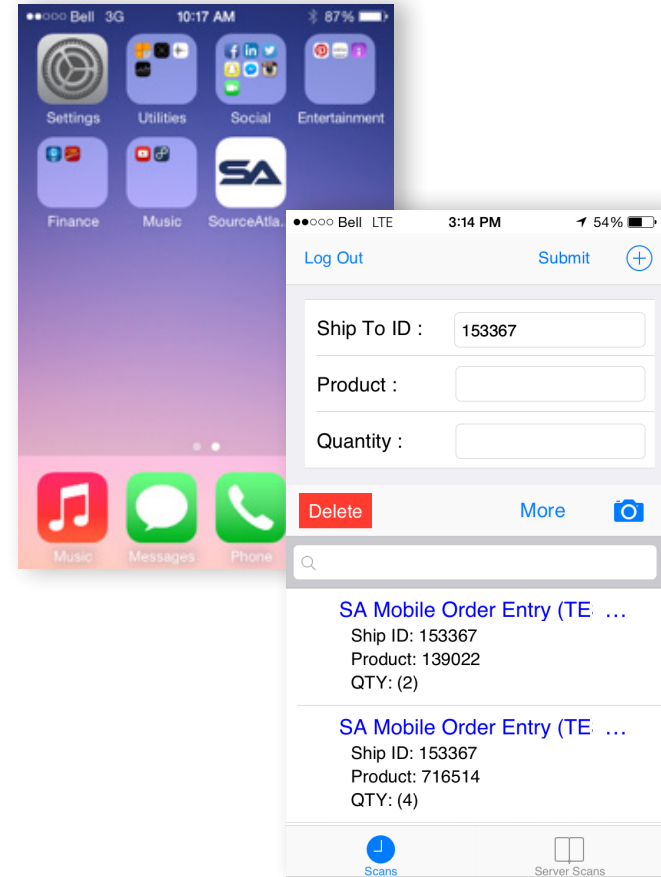 Bell 3G 10:17 AM 87%
Settings Utilities Social Entertainment
SA
Finance Music SourceAtla..
Music Messages Phone
Bell LTE 3:14 PM 54%
Log Out Submit
Ship To ID : 153367
Product :
Quantity :
Delete More
SA Mobile Order Entry (TE ...
Ship ID: 153367
Product: 139022
QTY: (2)
SA Mobile Order Entry (TE ...
Ship ID: 153367
Product: 716514
QTY: (4)
Scans Server Scans